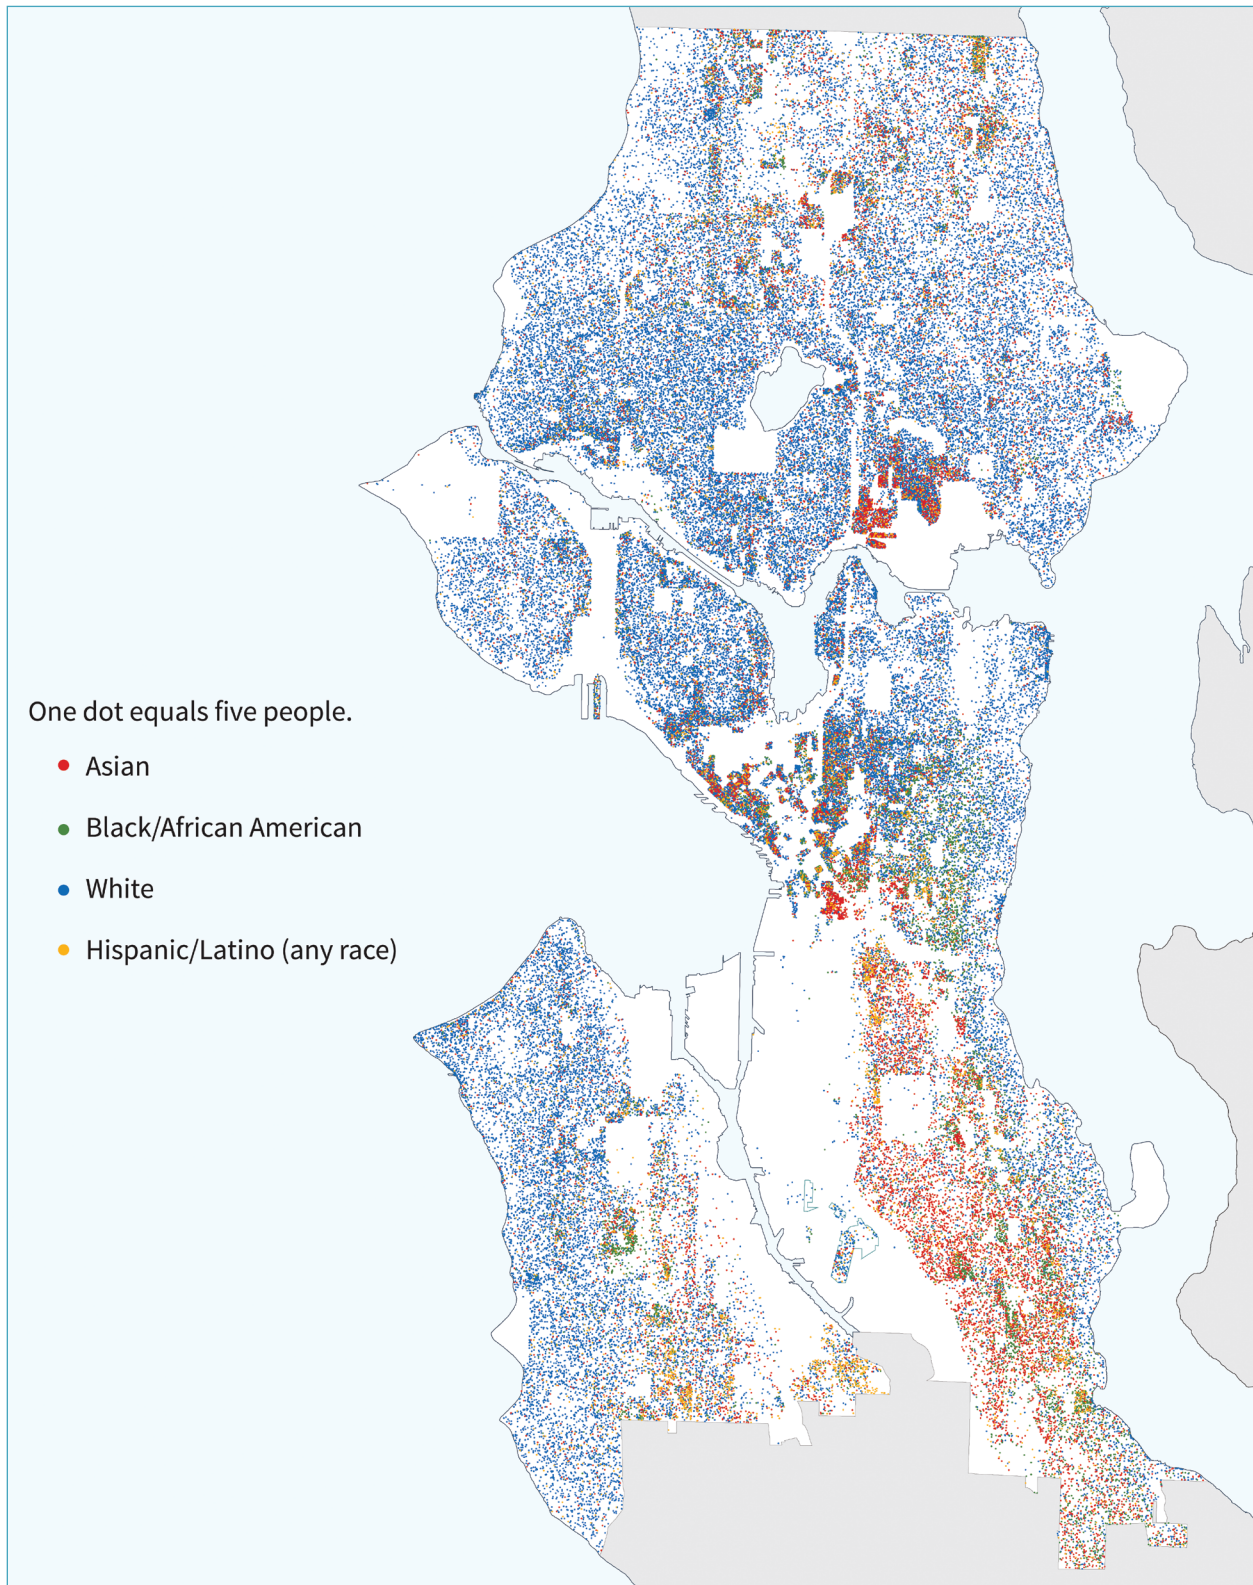 One dot equals five people.
Asian
Black/African American
White
Hispanic/Latino (any race)